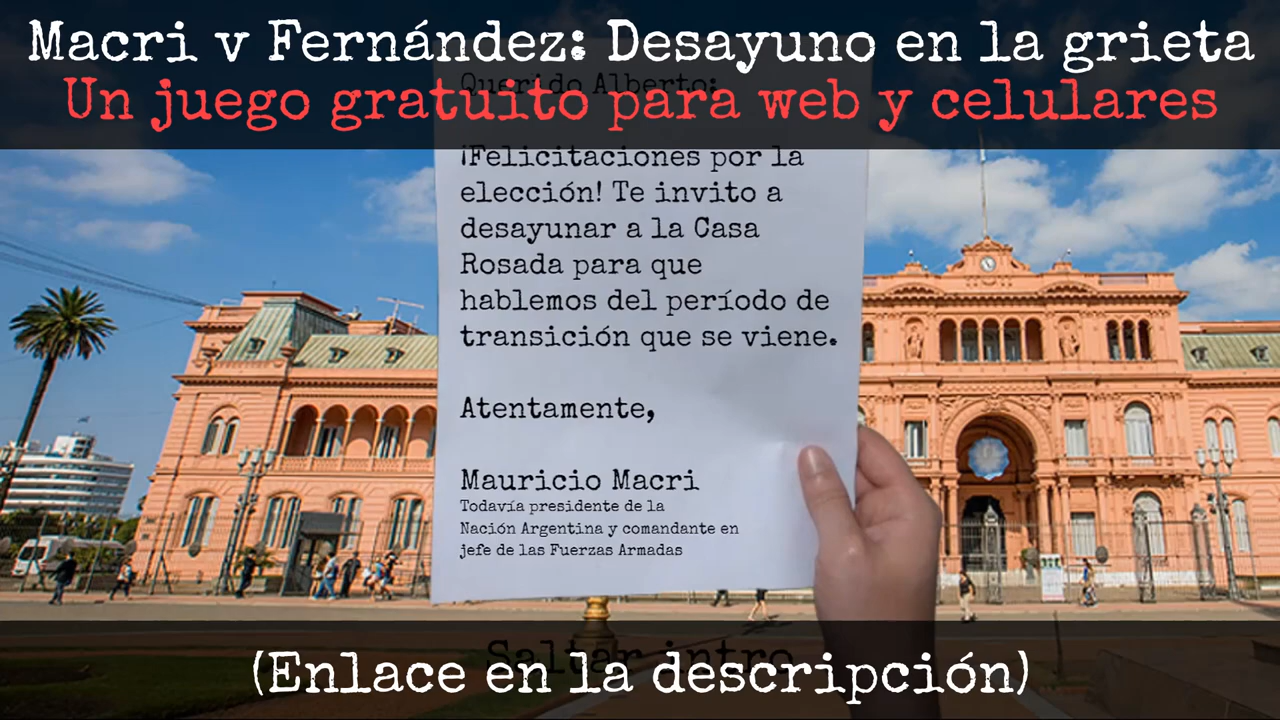 Macri v Fernández: Desayuno en la grieta
Un juego gratuito para web y celulares
Querido Alberto:
¡Felicitaciones por la
elección! Te invito a
desayunar a la Casa
Rosada para que
hablemos del período de
transición que se viene.
Atentamente,
Mauricio Macri
Todavía presidente de la
Nación Argentina y comandante en
jefe de las Fuerzas Armadas
Saltar intro
(Enlace en la descripción)